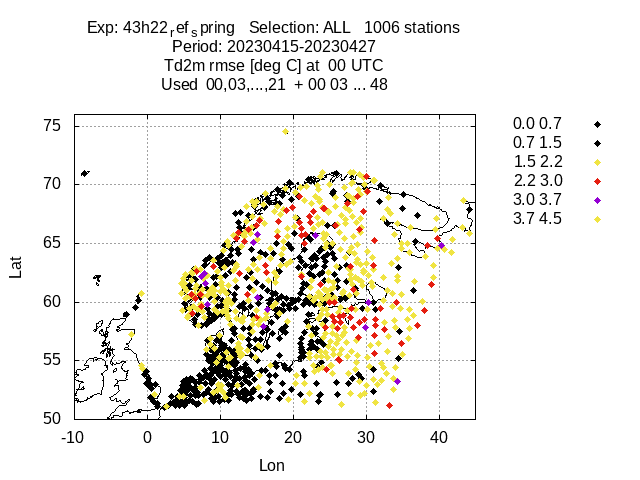 Exp: 43h22_ref_spring   Selection: ALL   1006 stations
Period: 20230415-20230427
Td2m rmse [deg C] at  00 UTC
Used  00,03,...,21  + 00 03 ... 48
0.0 0.7
0.7 1.5
1.5 2.2
2.2 3.0
3.0 3.7
3.7 4.5
75
70
65
60
55
50
Lat
-10 0 10 20 30 40
Lon